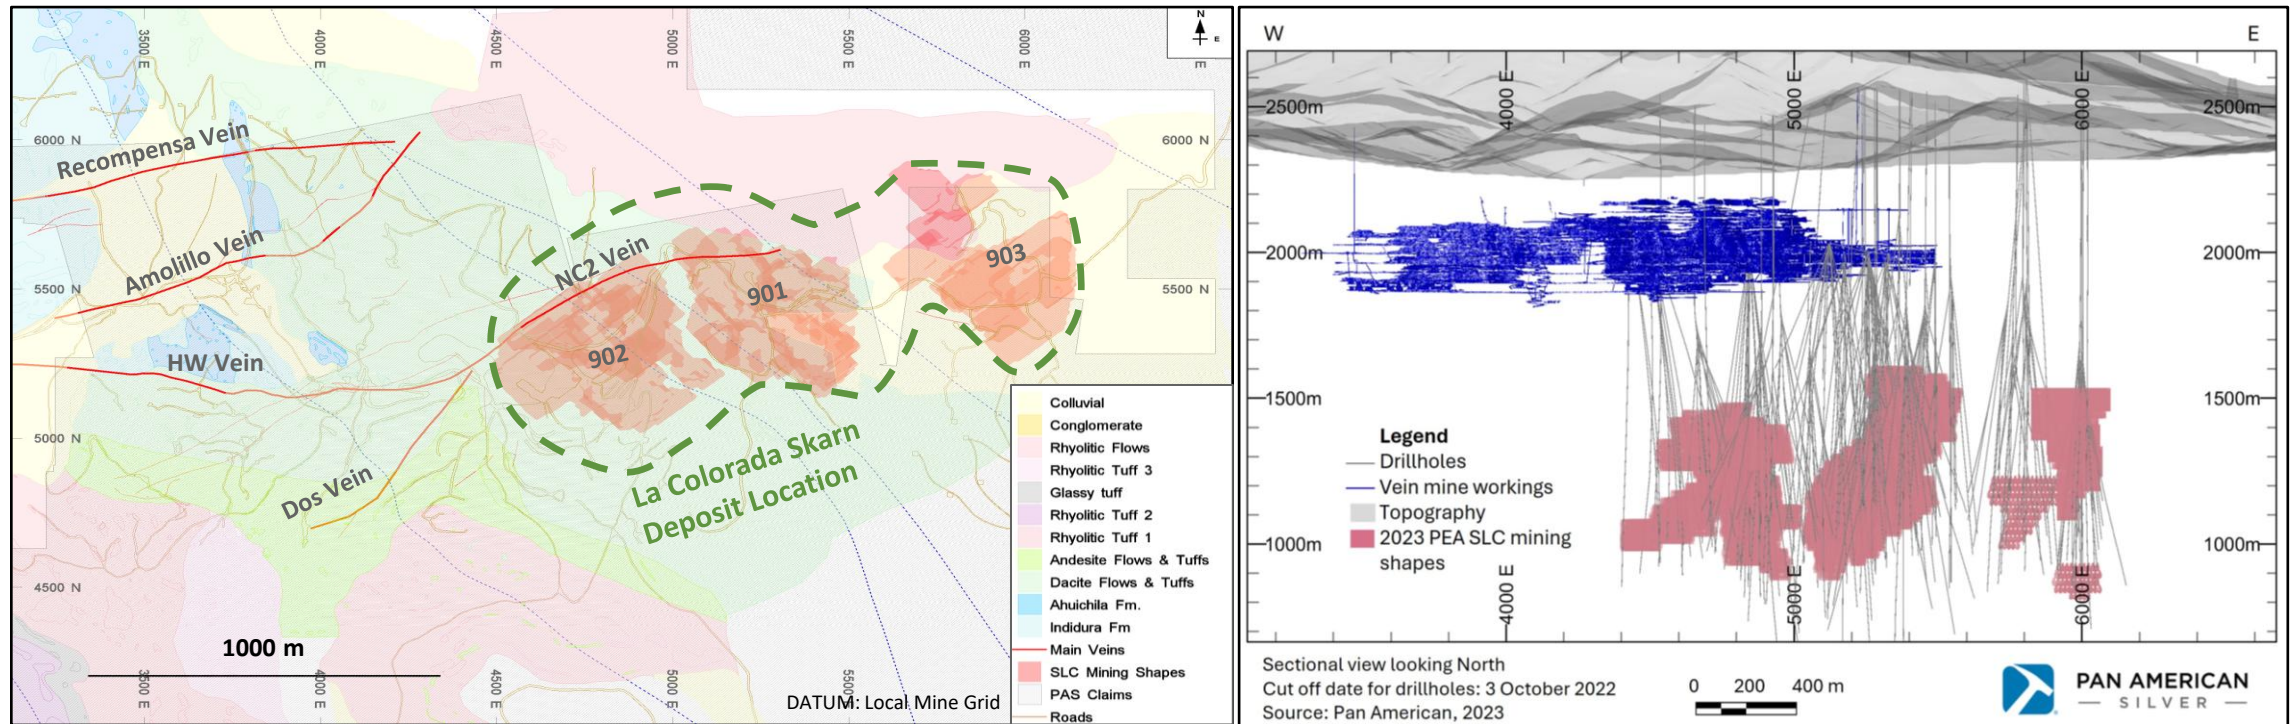 3500 E
4000 E
4500 E
5000 E
5500 E
6000 E
E
N
E
6000 N
6000 N
Recompensa Vein
Amolillo Vein
5500 N
5500 N
NC2 Vein
903
901
902
HW Vein
5000 N
Dos Vein
La Colorada Skarn
Deposit Location
4500 N
1000 m
3500 E
4000 E
4500 E
5000 E
5500
DATUM: Local Mine Grid
Colluvial
Conglomerate
Rhyolitic Flows
Rhyolitic Tuff 3
Glassy tuff
Rhyolitic Tuff 2
Rhyolitic Tuff 1
Andesite Flows & Tuffs
Dacite Flows & Tuffs
Ahuichila Fm.
Indidura Fm
Main Veins
SLC Mining Shapes
PAS Claims
Roads
W
E
4000 E
5000 E
6000 E
2500m
2500m
2000m
2000m
1500m
1500m
1000m
1000m
Legend
Drillholes
Vein mine workings
Topography
2023 PEA SLC mining
shapes
4000 E
5000 E
6000 E
Sectional view looking North
Cut off date for drillholes: 3 October 2022
Source: Pan American, 2023
0 200 400 m
PAN AMERICAN
SILVER